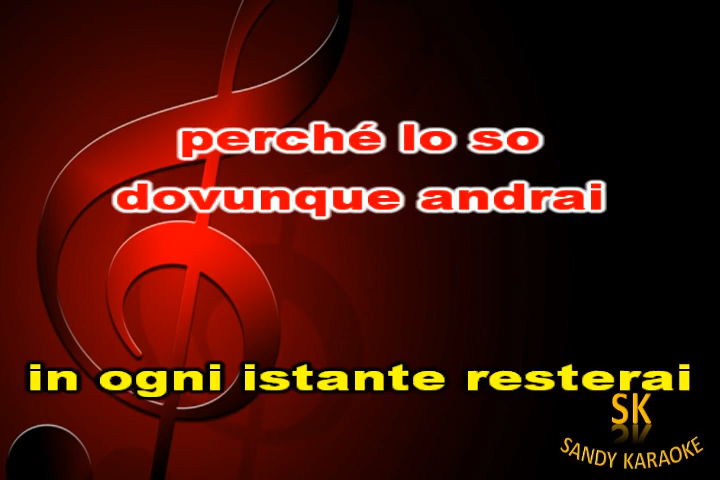 perché lo so
dovunque andrai
in ogni istante resterai
SK
SANDY KARAOKE